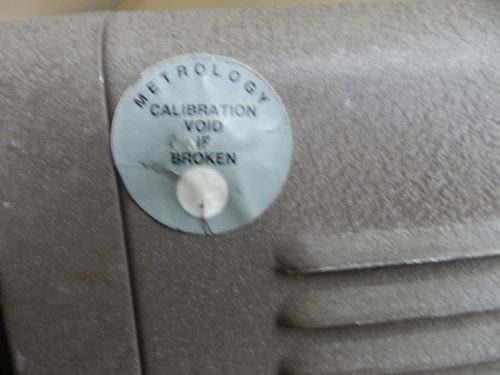 METROLOGY
CALIBRATION
VOID
IF
BROKEN